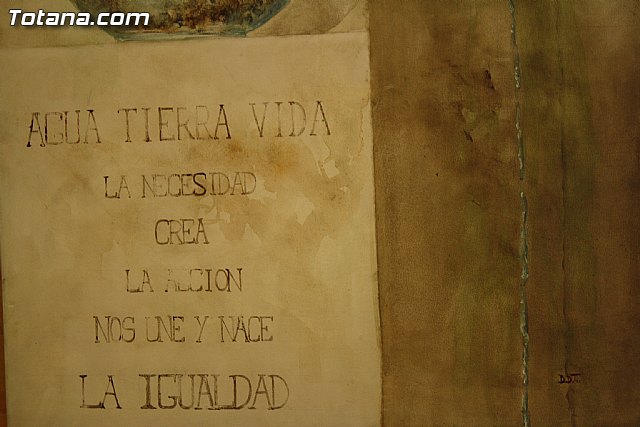 Totana.com
AGUA TIERRA VIDA
LA NECESIDAD
CREA
LA ACCION
NOS UNE Y NACE
LA IGUALDAD